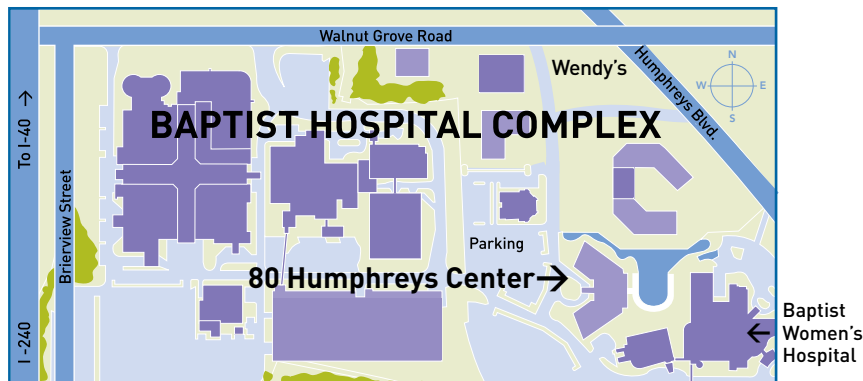 Walnut Grove Road
Wendy's
Humphreys Blvd.
N
W E
S
To I-40 →
BAPTIST HOSPITAL COMPLEX
Brierview Street
Parking
80 Humphreys Center→
I-240
← Baptist
Women's
Hospital